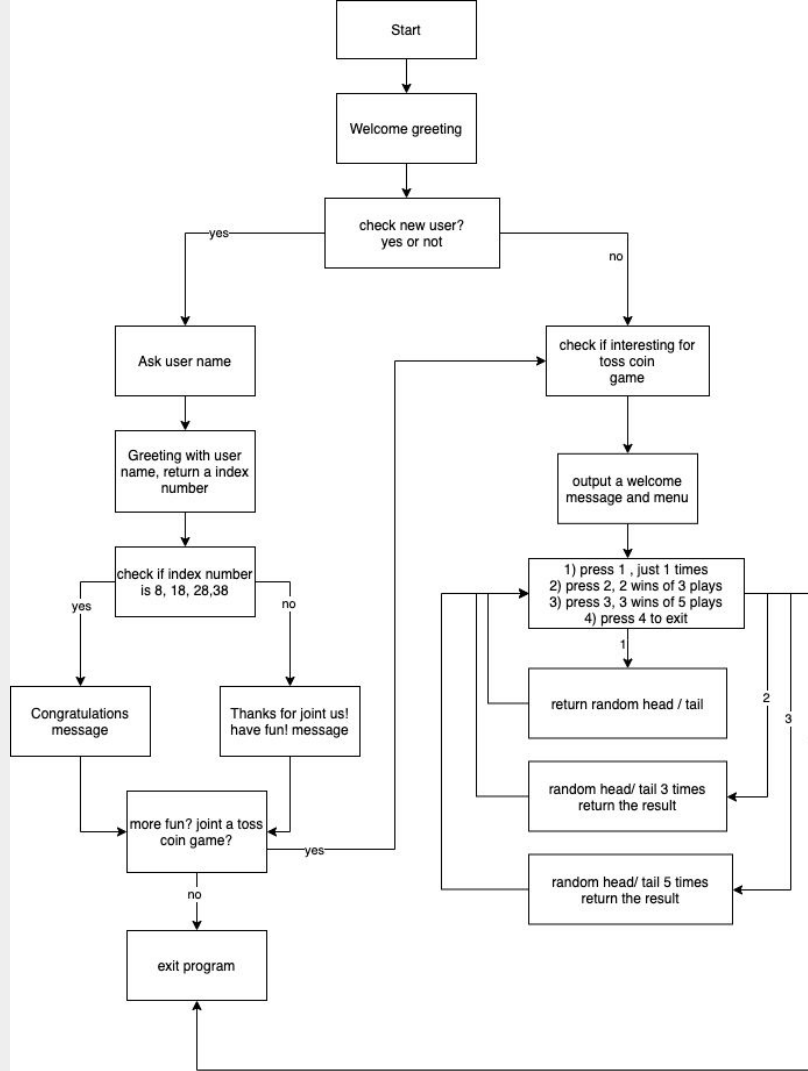 Start
Welcome greeting
check new user?
yes or not
yes
no
Ask user name
check if interesting for
toss coin
game
Greeting with user
name, return a index
number
output a welcome
message and menu
check if index number
is 8, 18, 28,38
1) press 1 , just 1 times
2) press 2, 2 wins of 3 plays
3) press 3, 3 wins of 5 plays
4) press 4 to exit
yes
no
1
2
3
Congratulations
message
Thanks for joint us!
have fun! message
return random head / tail
random head/ tail 3 times
return the result
more fun? joint a toss
coin game?
yes
no
random head/ tail 5 times
return the result
exit program